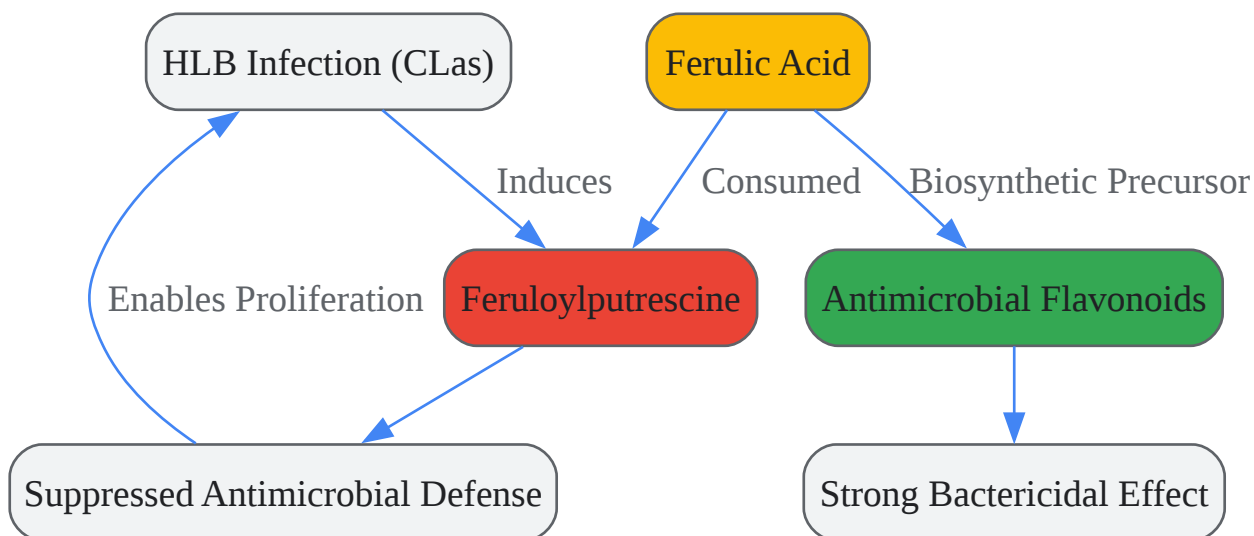 HLB Infection (CLas)
Ferulic Acid
Induces
Consumed
Biosynthetic Precursor
Feruloylputrescine
Antimicrobial Flavonoids
Enables Proliferation
Suppressed Antimicrobial Defense
Strong Bactericidal Effect